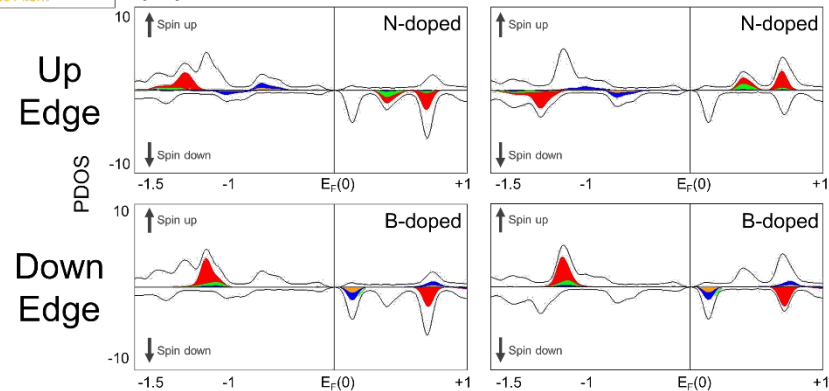 10
Spin up
N-doped
Spin up
N-doped
Up
Edge
-10
Spin down
Spin down
-1.5 -1 EF(0) +1
-1.5 -1 EF(0) +1
PDOS
10
Spin up
B-doped
Spin up
B-doped
Down
Edge
-10
Spin down
Spin down
-1.5 -1 EF(0) +1
-1.5 -1 EF(0) +1